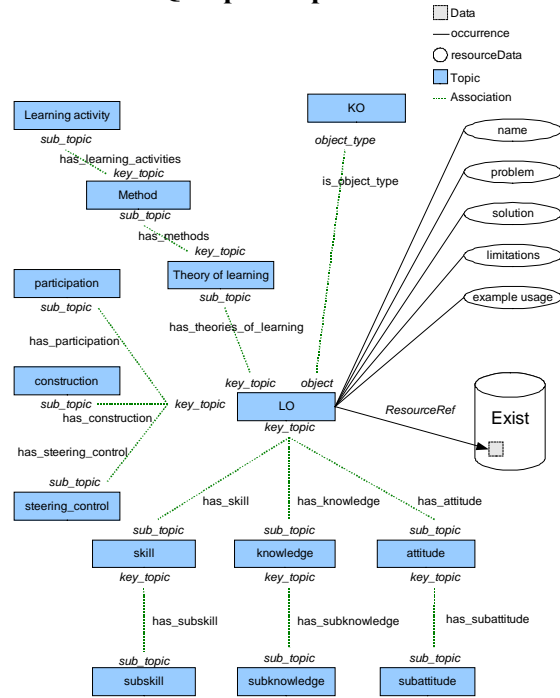 Data
occurrence
resourceData
Topic
Association
Learning activity
sub_topic
has_learning_activities
key_topic
Method
sub_topic
has_methods
key_topic
Theory of learning
sub_topic
has_theories_of_learning
key_topic
KO
object_type
is_object_type
object
LO
key_topic
name
problem
solution
limitations
example usage
ResourceRef
Exist
participation
sub_topic
has_participation
construction
sub_topic
has_construction
key_topic
has_steering_control
sub_topic
steering_control
has_skill
has_knowledge
has_attitude
sub_topic
sub_topic
sub_topic
skill
knowledge
attitude
key_topic
key_topic
key_topic
has_subskill
has_subknowledge
has_subattitude
sub_topic
sub_topic
sub_topic
subskill
subknowledge
subattitude